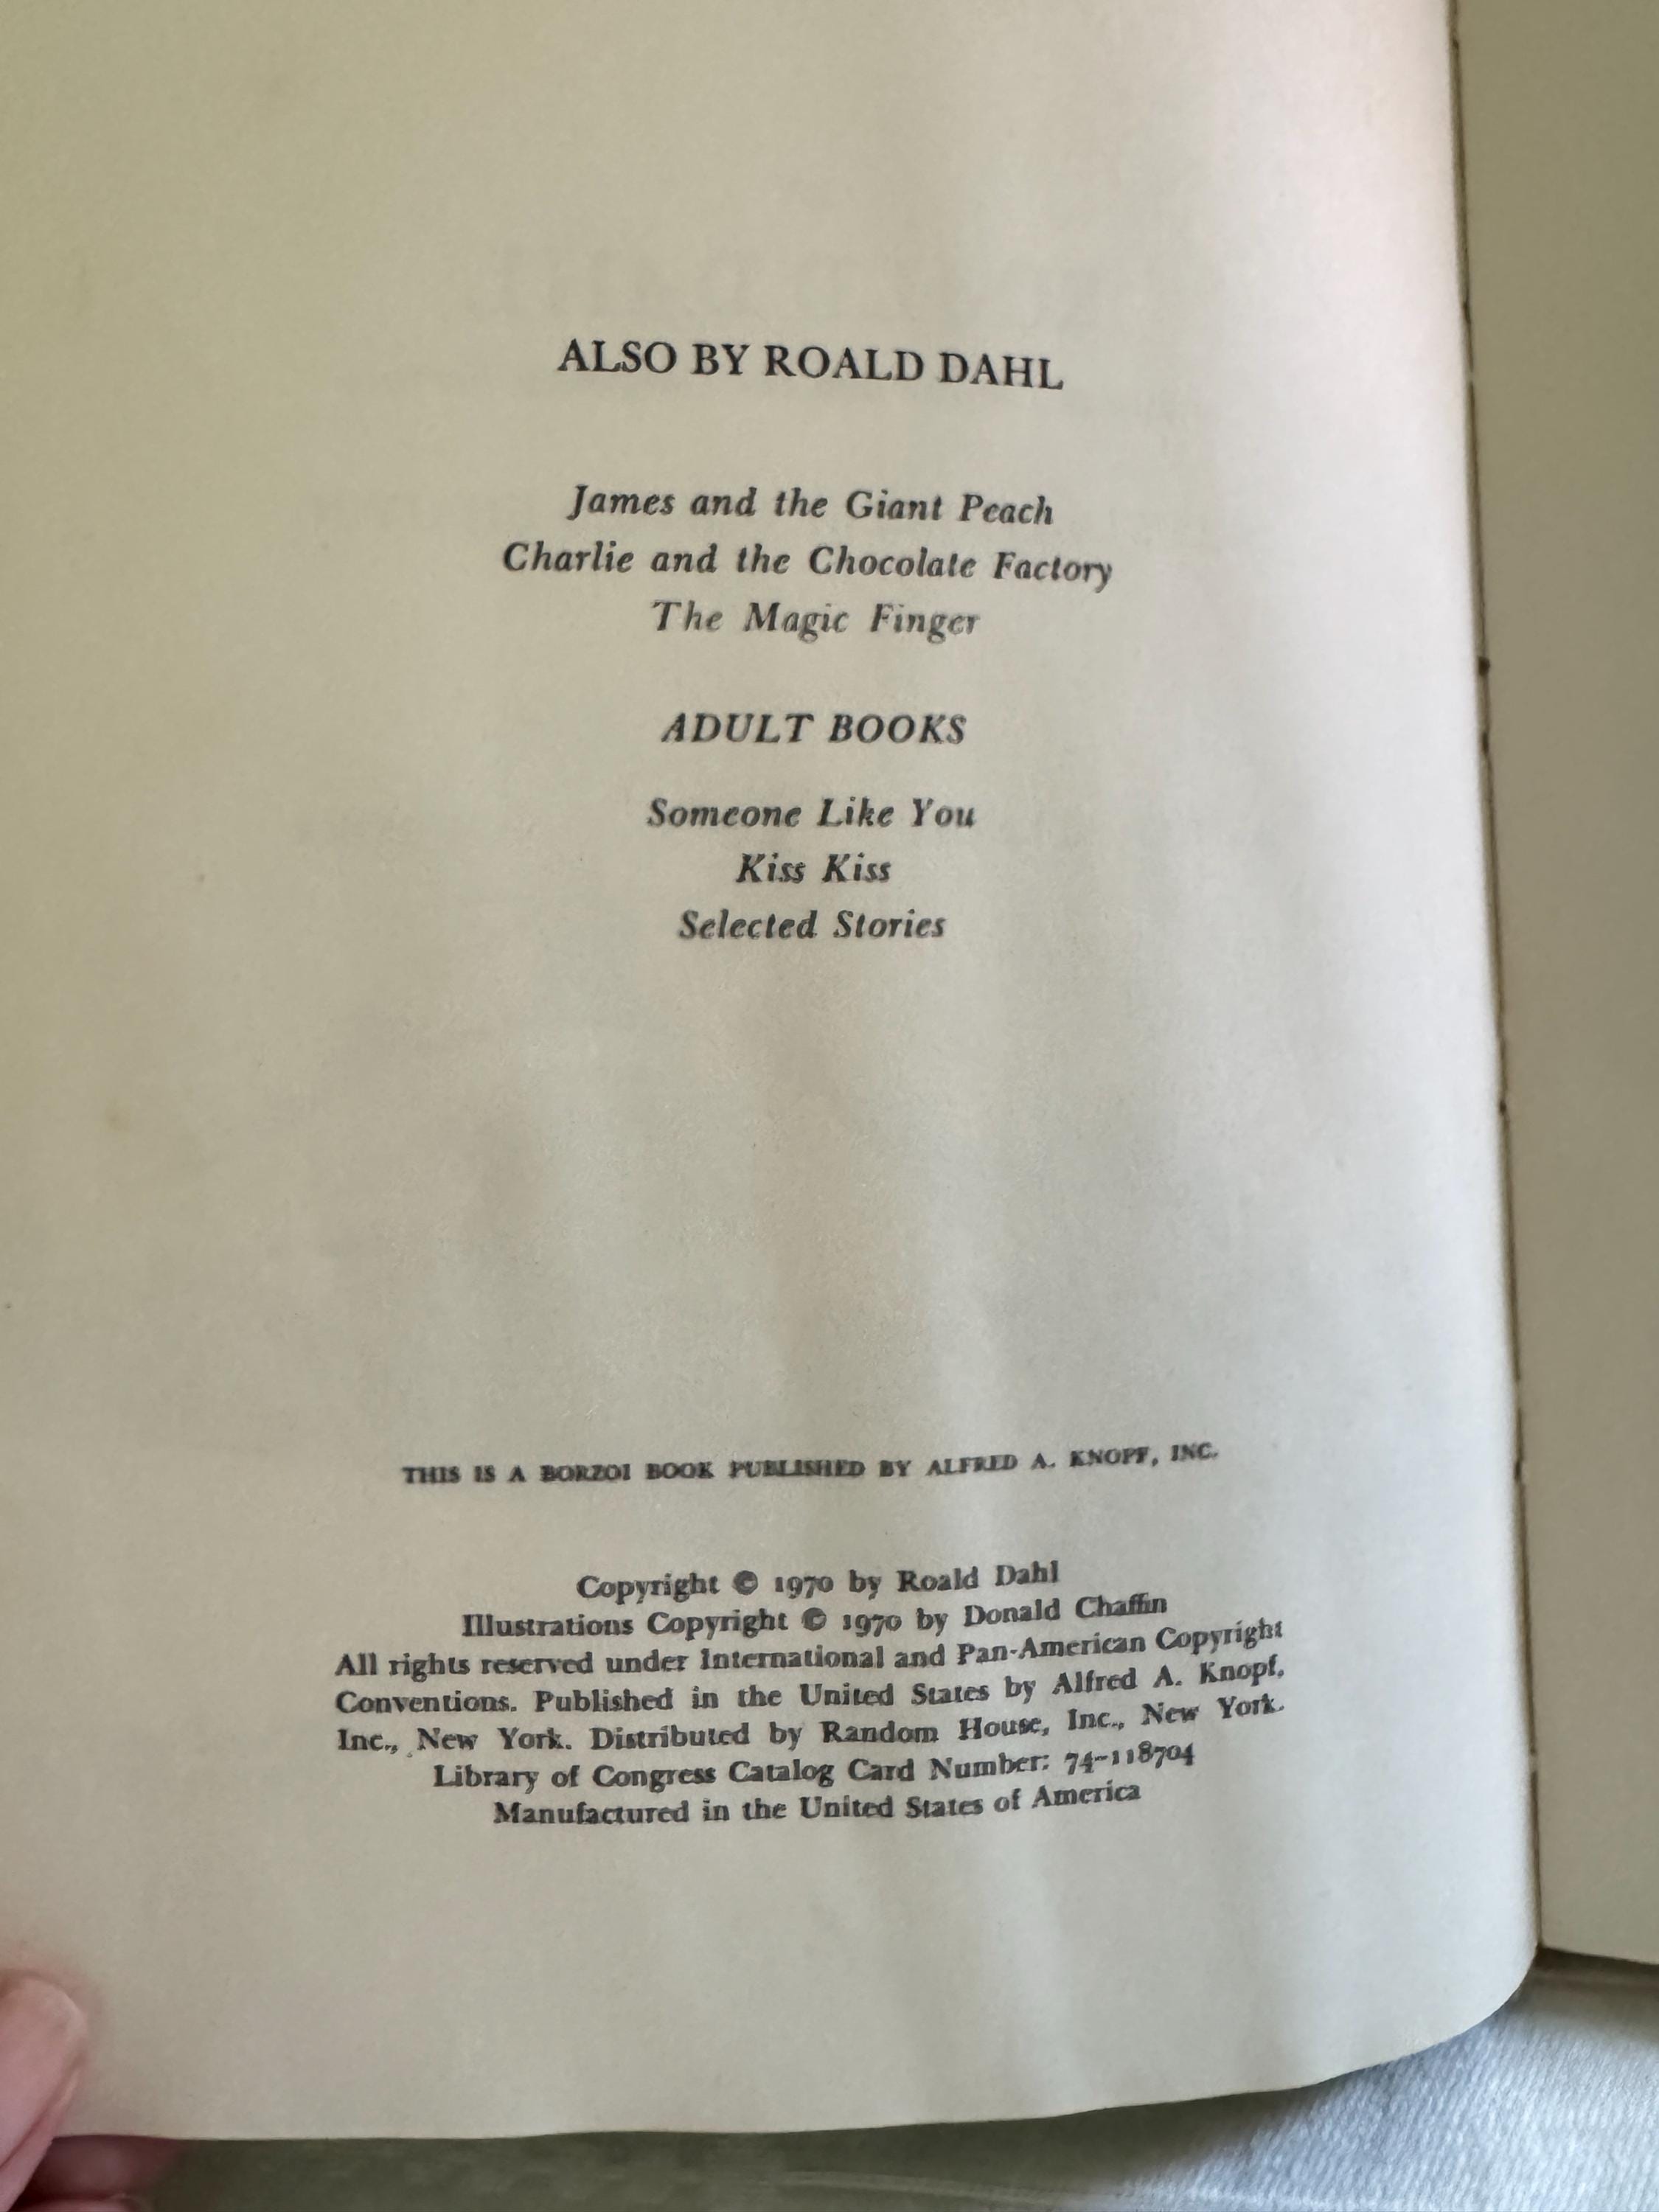 ALSO BY ROALD DAHL
James and the Giant Peach
Charlie and the Chocolate Factory
The Magic Finger
ADULT BOOKS
Someone Like You
Kiss Kiss
Selected Stories
THIS IS A BORZOI BOOK PUBLISHED BY ALFRED A. KNOPF, INC.
Copyright © 1970 by Roald Dahl
Illustrations Copyright © 1970 by Donald Chaffin
All rights reserved under International and Pan-American Copyright
Conventions. Published in the United States by Alfred A. Knopf,
Inc., New York. Distributed by Random House, Inc., New York.
Library of Congress Catalog Card Number: 74-118704
Manufactured in the United States of America